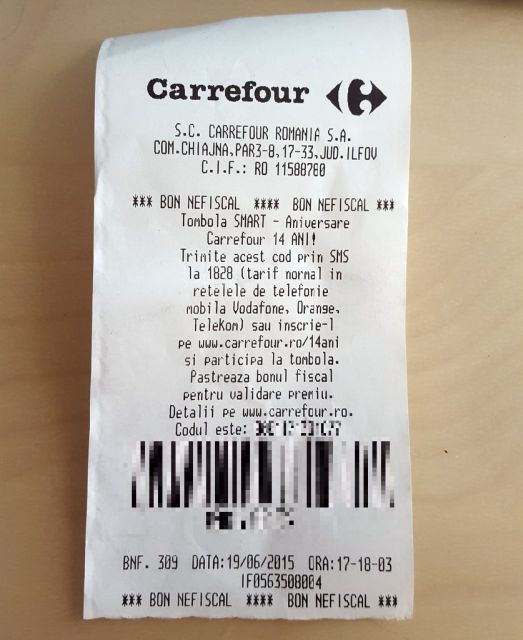 Carrefour
S.C. CARREFOUR ROMANIA S.A.
COM.CHIAJNA,PAR3-8,17-33,JUD.ILFOV
C.I.F.: RO 11588780
*** BON NEFISCAL **** BON NEFISCAL ***
Tombola SMART - Aniversare
Carrefour 14 ANI!
Trimite acest cod prin SMS
la 1828 (tarif normal in
retelele de telefonie
mobila Vodafone, Orange,
Telekom) sau inscrie-l
pe www.carrefour.ro/14ani
si participa la tombola.
Pastreaza bonul fiscal
pentru validare premiu.
Detalii pe www.carrefour.ro.
Codul este:
BNF. 309 DATA:19/06/2015 ORA:17-18-03
IF0563508004
*** BON NEFISCAL **** BON NEFISCAL ***